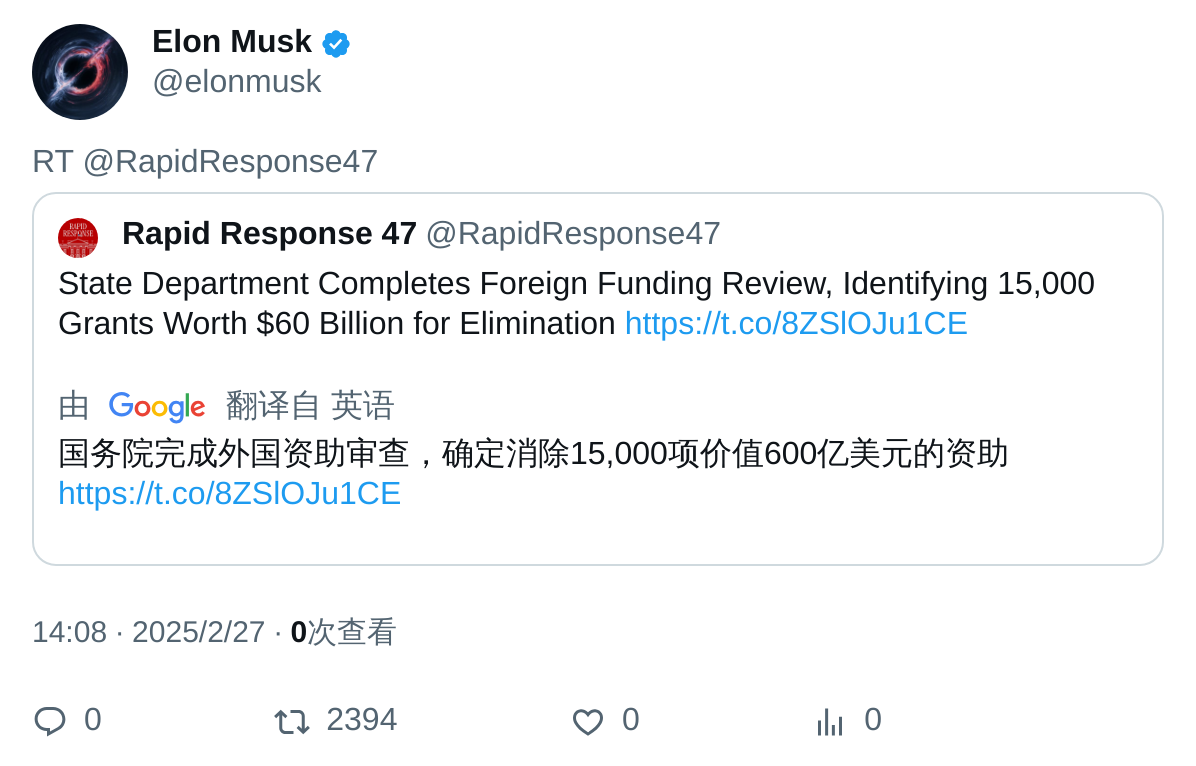 Elon Musk
@elonmusk
RT @RapidResponse47
RAPID
RESPONSE
Rapid Response 47 @RapidResponse47
State Department Completes Foreign Funding Review, Identifying 15,000
Grants Worth $60 Billion for Elimination https://t.co/8ZSlOJu1CE
由 Google 翻译自 英语
国务院完成外国资助审查，确定消除15,000项价值600亿美元的资助
https://t.co/8ZSlOJu1CE
14:08 · 2025/2/27 · 0次查看
0 2394 0 0